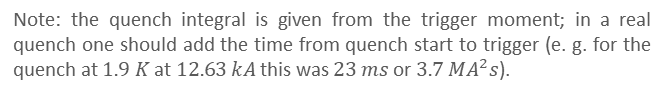 Note: the quench integral is given from the trigger moment; in a real
quench one should add the time from quench start to trigger (e. g. for the
quench at 1.9 K at 12.63 kA this was 23 ms or 3.7 MA²s).